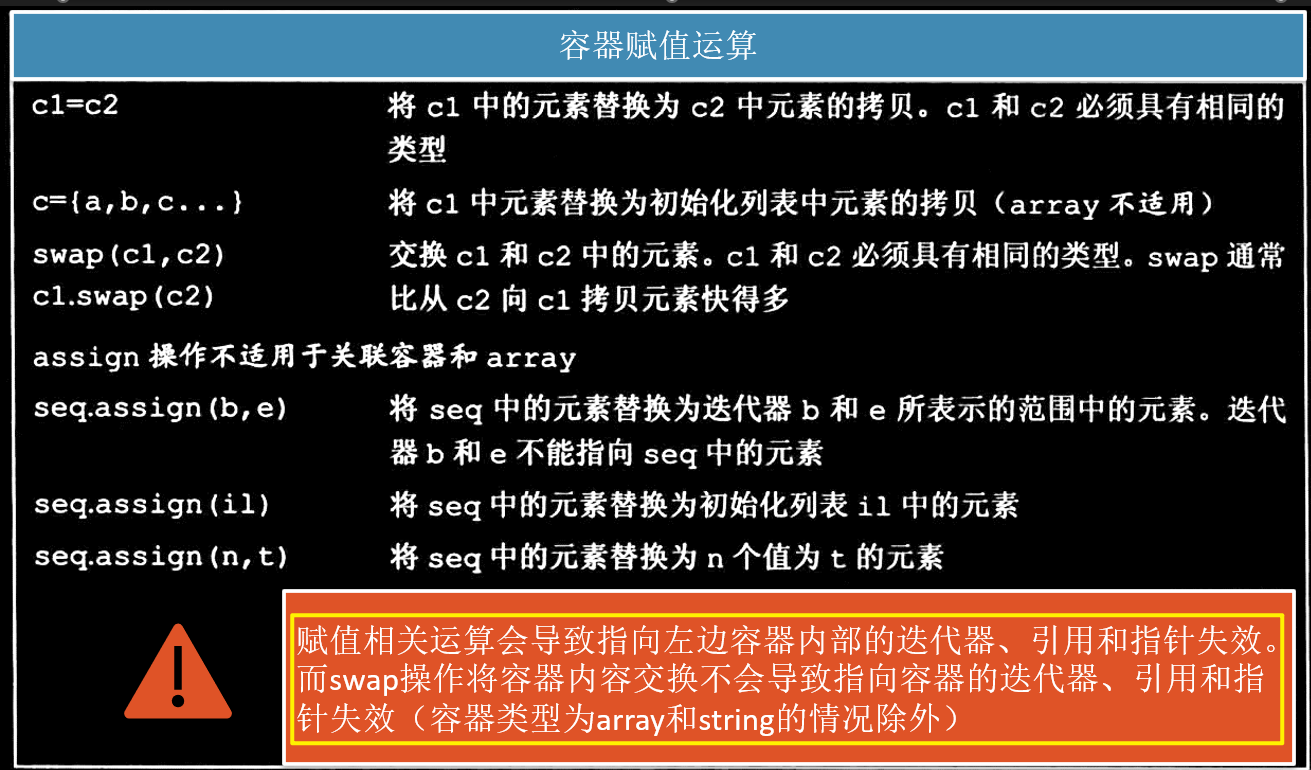 容器赋值运算
c1=c2 将 c1 中的元素替换为 c2 中元素的拷贝。c1 和 c2 必须具有相同的
类型
c={a,b,c...} 将 c1 中元素替换为初始化列表中元素的拷贝（array 不适用）
swap(c1,c2) 交换 c1 和 c2 中的元素。c1 和 c2 必须具有相同的类型。swap 通常
c1.swap(c2) 比从 c2 向 c1 拷贝元素快得多
assign 操作不适用于关联容器和 array
seq.assign(b,e) 将 seq 中的元素替换为迭代器 b 和 e 所表示的范围中的元素。迭代
器 b 和 e 不能指向 seq 中的元素
seq.assign(il) 将 seq 中的元素替换为初始化列表 il 中的元素
seq.assign(n,t) 将 seq 中的元素替换为 n 个值为 t 的元素
赋值相关运算会导致指向左边容器内部的迭代器、引用和指针失效。
而swap操作将容器内容交换不会导致指向容器的迭代器、引用和指
针失效（容器类型为array和string的情况除外）